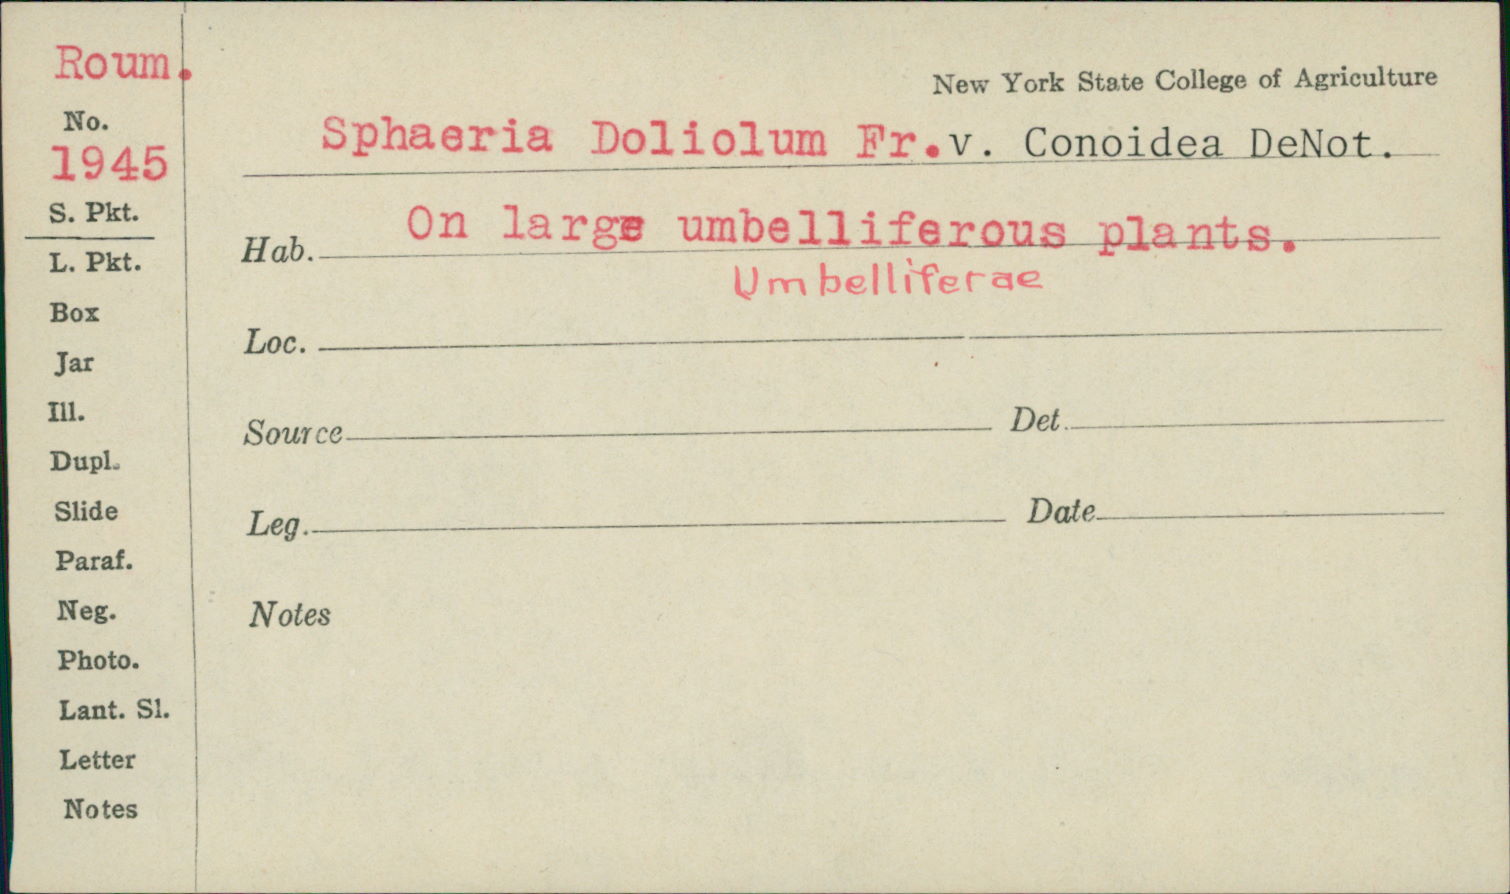 Roum.
New York State College of Agriculture
No.
1945
Sphaeria Doliolum Fr.v. Conoidea DeNot.
S. Pkt.
Hab. On large umbelliferous plants.
Umbelliferae
L. Pkt.
Box
Loc.
Jar
Ill.
Source Det.
Dupl.
Slide
Leg. Date
Paraf.
Neg.
Notes
Photo.
Lant. Sl.
Letter
Notes